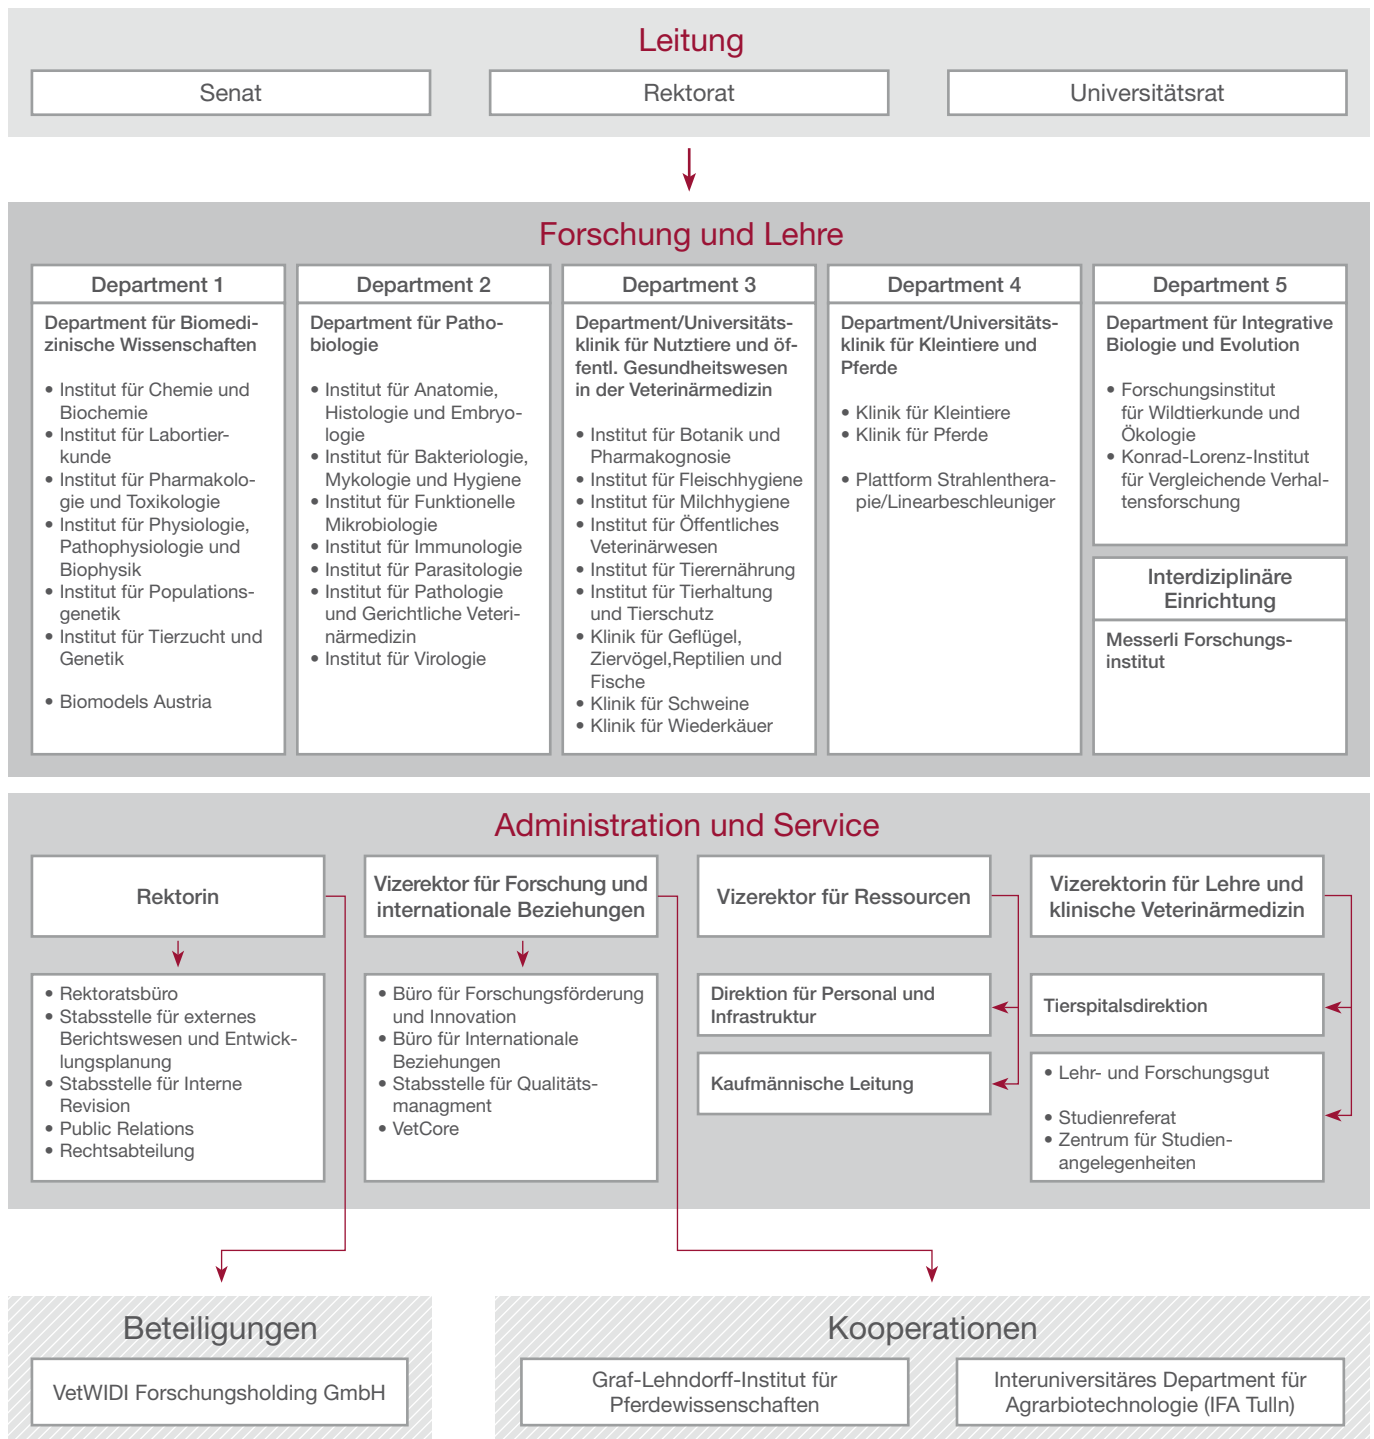 Leitung
Senat
Rektorat
Universitätsrat
Forschung und Lehre
Department 1
Department für Biomedi-
zinische Wissenschaften
• Institut für Chemie und
Biochemie
• Institut für Labortier-
kunde
• Institut für Pharmakolo-
gie und Toxikologie
• Institut für Physiologie,
Pathophysiologie und
Biophysik
• Institut für Populations-
genetik
• Institut für Tierzucht und
Genetik
• Biomodels Austria
Department 2
Department für Patho-
biologie
• Institut für Anatomie,
Histologie und Embryo-
logie
• Institut für Bakteriologie,
Mykologie und Hygiene
• Institut für Funktionelle
Mikrobiologie
• Institut für Immunologie
• Institut für Parasitologie
• Institut für Pathologie
und Gerichtliche Veteri-
närmedizin
• Institut für Virologie
Department 3
Department/Universitäts-
klinik für Nutztiere und öf-
fentl. Gesundheitswesen
in der Veterinärmedizin
• Institut für Botanik und
Pharmakognosie
• Institut für Fleischhygiene
• Institut für Milchhygiene
• Institut für Öffentliches
Veterinärwesen
• Institut für Tierernährung
• Institut für Tierhaltung
und Tierschutz
• Klinik für Geflügel,
Ziervögel,Reptilien und
Fische
• Klinik für Schweine
• Klinik für Wiederkäuer
Department 4
Department/Universitäts-
klinik für Kleintiere und
Pferde
• Klinik für Kleintiere
• Klinik für Pferde
• Plattform Strahlenthera-
pie/Linearbeschleuniger
Department 5
Department für Integrative
Biologie und Evolution
• Forschungsinstitut
für Wildtierkunde und
Ökologie
• Konrad-Lorenz-Institut
für Vergleichende Verhal-
tensforschung
Interdiziplinäre
Einrichtung
Messerli Forschungs-
institut
Administration und Service
Rektorin
• Rektoratsbüro
• Stabsstelle für externes
Berichtswesen und Entwick-
lungsplanung
• Stabsstelle für Interne
Revision
• Public Relations
• Rechtsabteilung
Vizerektor für Forschung und
internationale Beziehungen
• Büro für Forschungsförderung
und Innovation
• Büro für Internationale
Beziehungen
• Stabsstelle für Qualitäts-
managment
• VetCore
Vizerektor für Ressourcen
Direktion für Personal und
Infrastruktur
Kaufmännische Leitung
Vizerektorin für Lehre und
klinische Veterinärmedizin
Tierspitalsdirektion
• Lehr- und Forschungsgut
• Studienreferat
• Zentrum für Studien-
angelegenheiten
Beteiligungen
VetWIDI Forschungsholding GmbH
Kooperationen
Graf-Lehndorff-Institut für
Pferdewissenschaften
Interuniversitäres Department für
Agrarbiotechnologie (IFA Tulln)